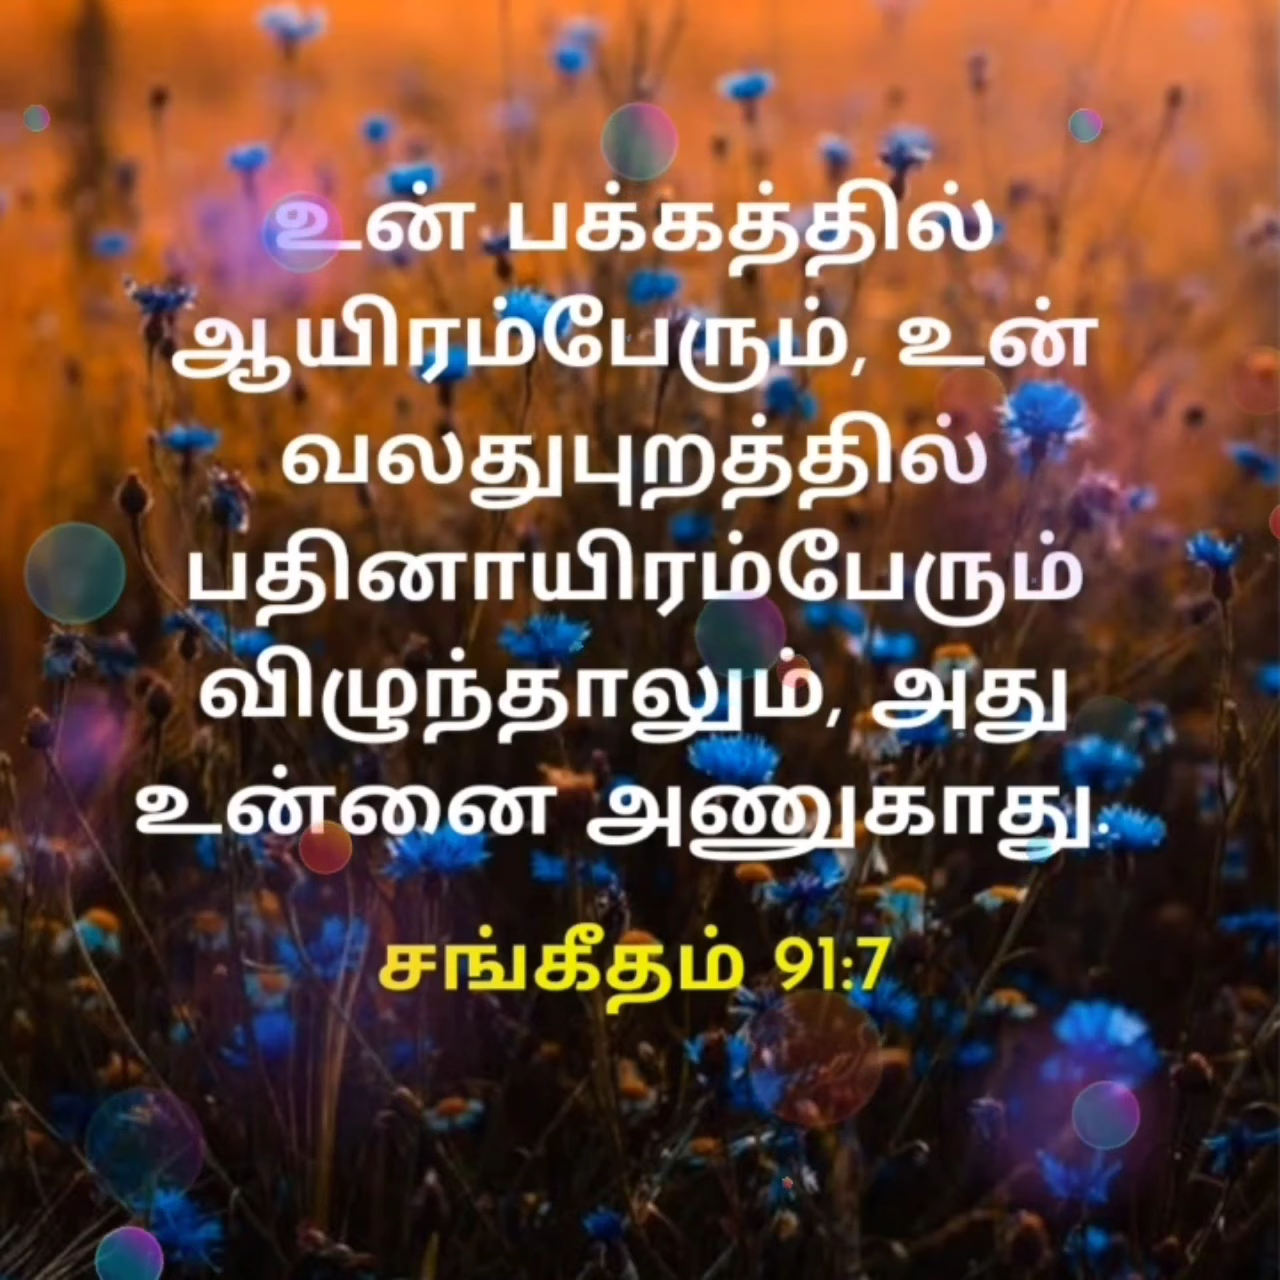 உன் பக்கத்தில்
ஆயிரம்பேரும், உன்
வலதுபுறத்தில்
பதினாயிரம்பேரும்
விழுந்தாலும், அது
உன்னை அணுகாது.
சங்கீதம் 91:7